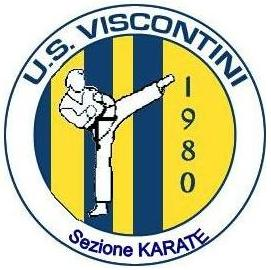 U.S. VISCONTINI
1980
Sezione KARATE